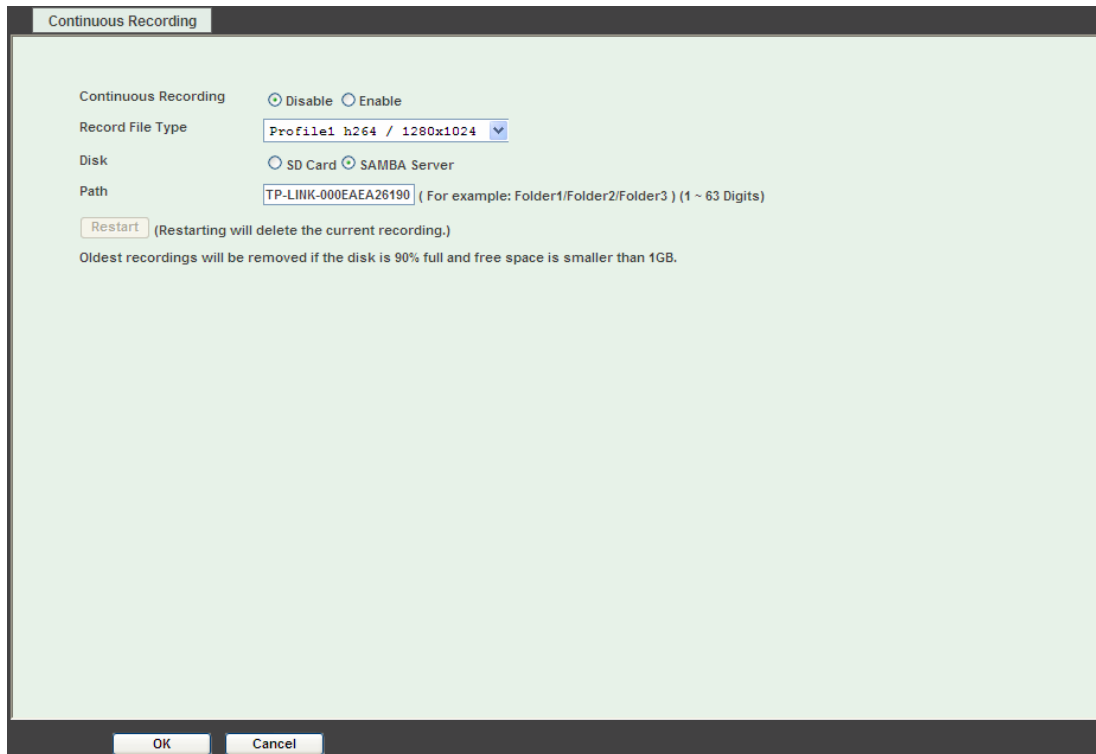 Continuous Recording
Continuous Recording Disable Enable
Record File Type Profile1 h264 / 1280x1024
Disk SD Card SAMBA Server
Path TP-LINK-000EAEA26190 ( For example: Folder1/Folder2/Folder3 ) (1 ~ 63 Digits)
Restart (Restarting will delete the current recording.)
Oldest recordings will be removed if the disk is 90% full and free space is smaller than 1GB.
OK Cancel